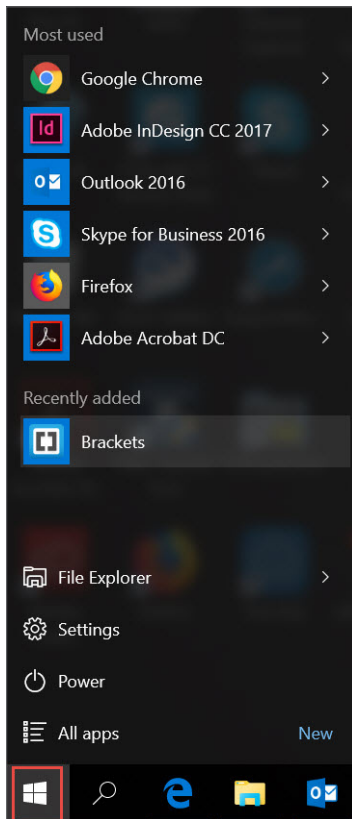 Most used
Google Chrome
Id
Adobe InDesign CC 2017
Outlook 2016
Skype for Business 2016
Firefox
Adobe Acrobat DC
Recently added
Brackets
File Explorer
Settings
Power
All apps New